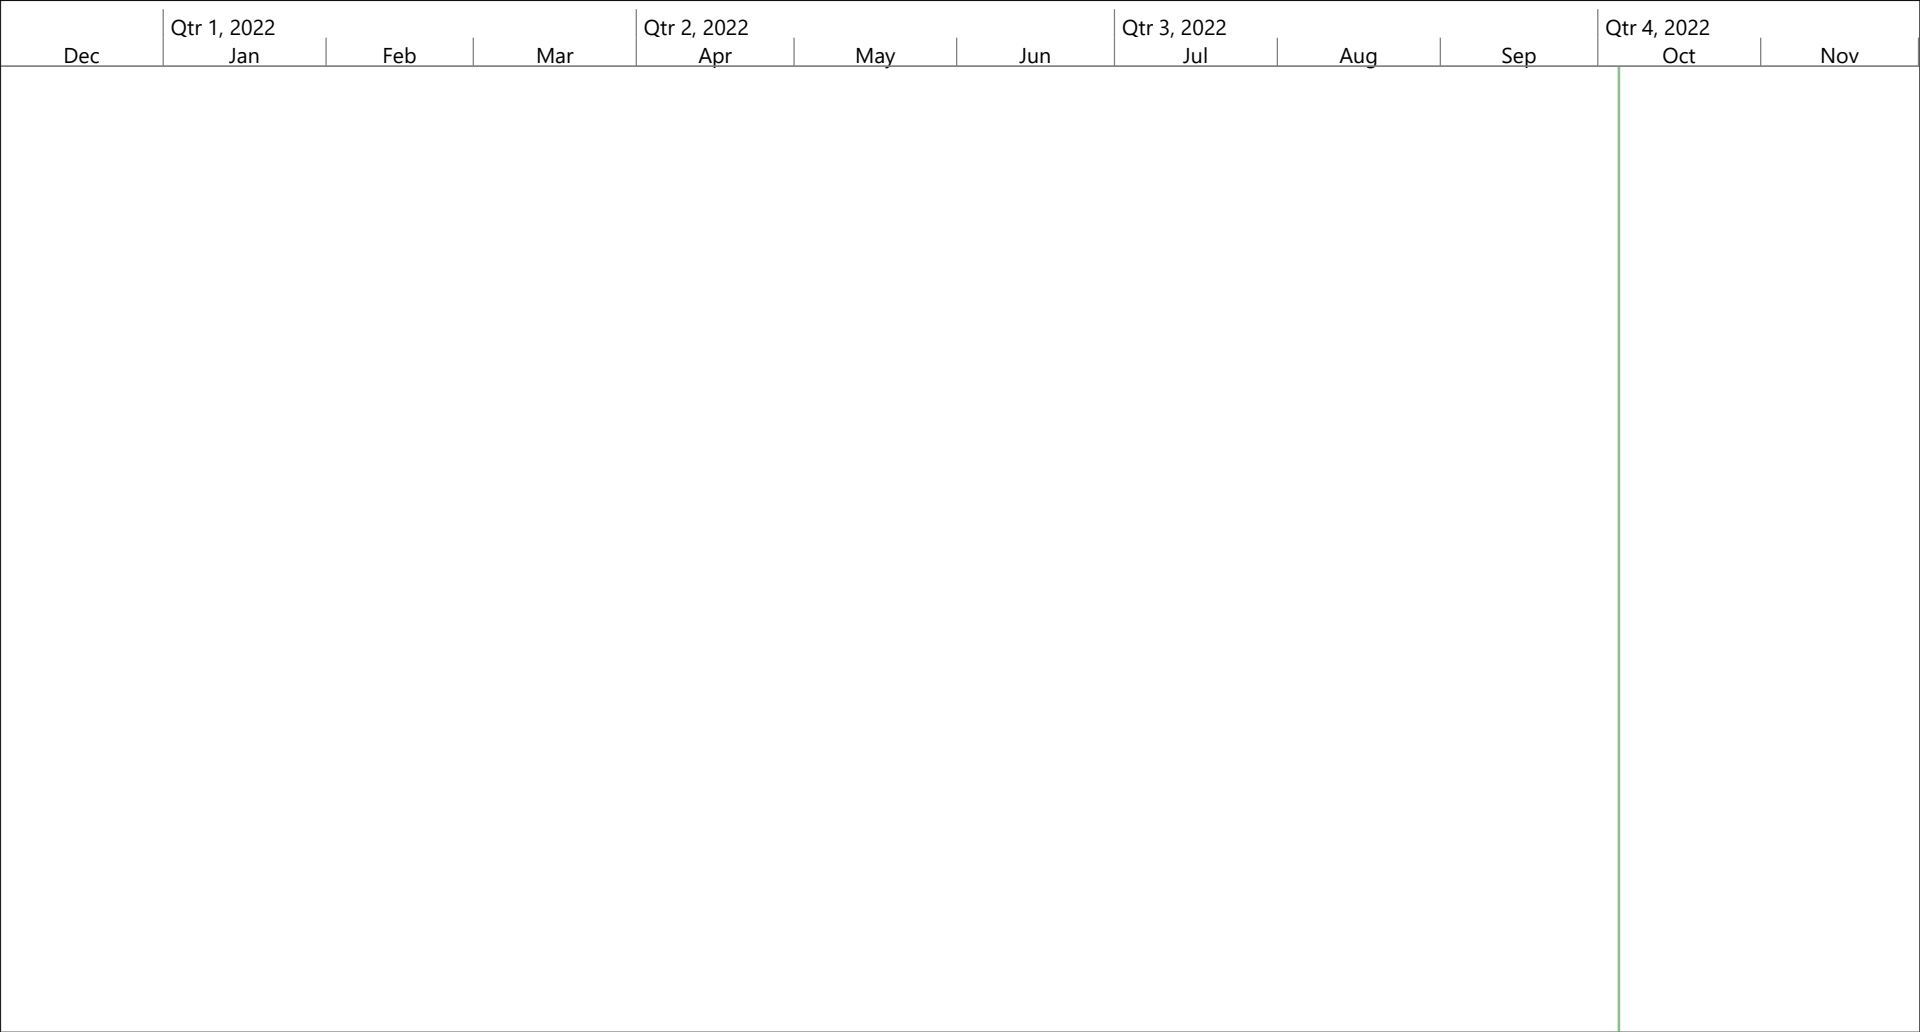 Qtr 1, 2022 Qtr 2, 2022 Qtr 3, 2022 Qtr 4, 2022
Dec Jan Feb Mar Apr May Jun Jul Aug Sep Oct Nov